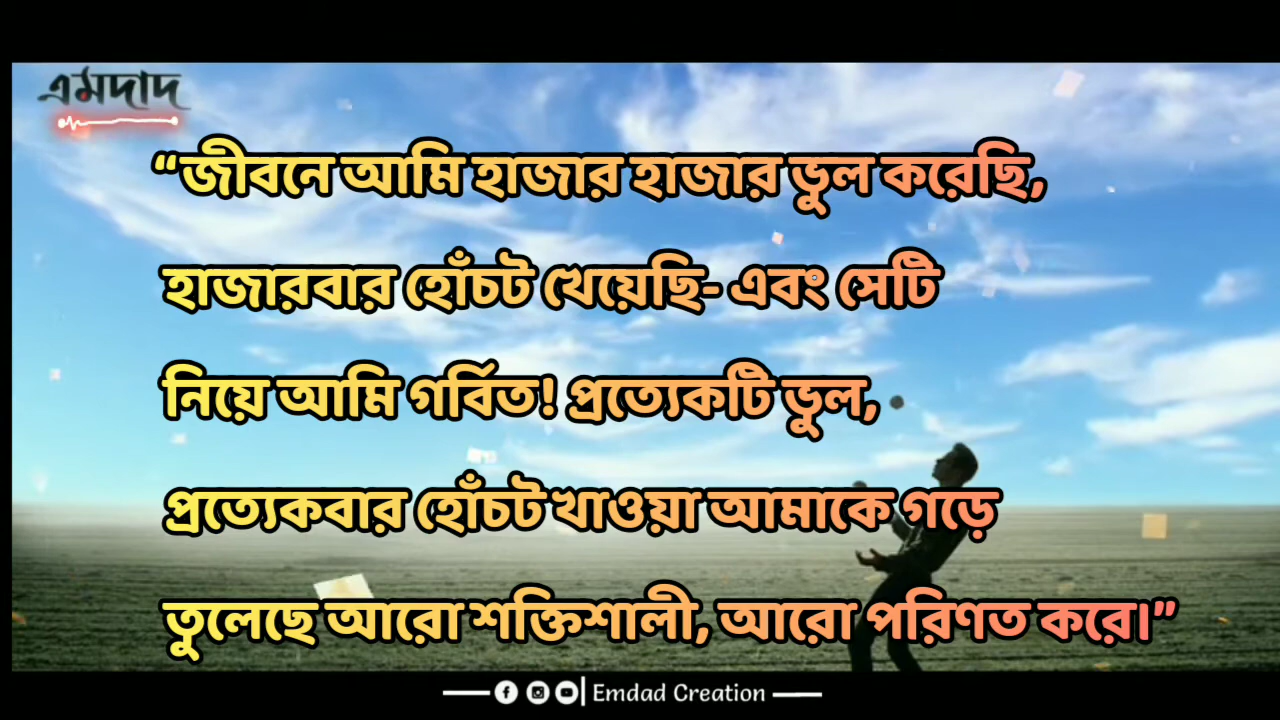 এমদাদ
“জীবনে আমি হাজার হাজার ভুল করেছি,
হাজারবার হোঁচট খেয়েছি- এবং সেটি
নিয়ে আমি গর্বিত! প্রত্যেকটি ভুল,
প্রত্যেকবার হোঁচট খাওয়া আমাকে গড়ে
তুলেছে আরো শক্তিশালী, আরো পরিণত করে।”
Emdad Creation